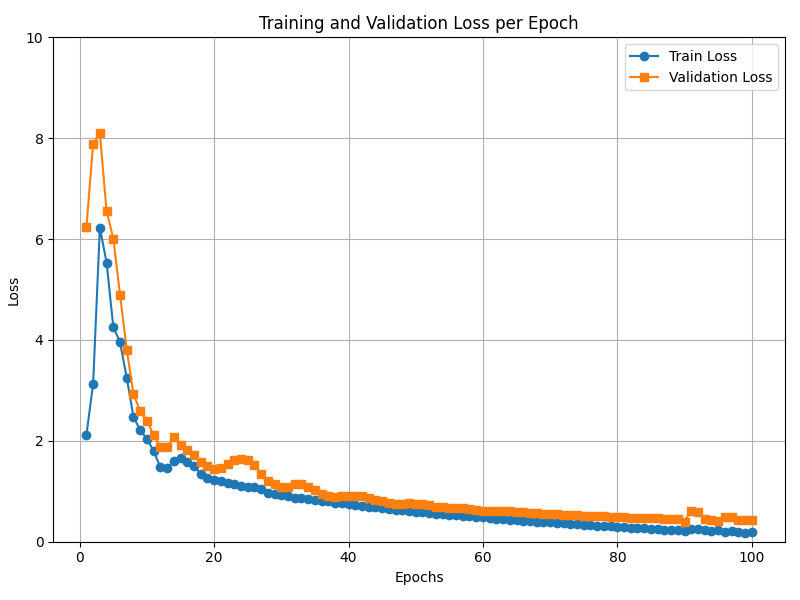 Training and Validation Loss per Epoch
Train Loss
Validation Loss
10
8
6
4
2
0
Loss
0 20 40 60 80 100
Epochs